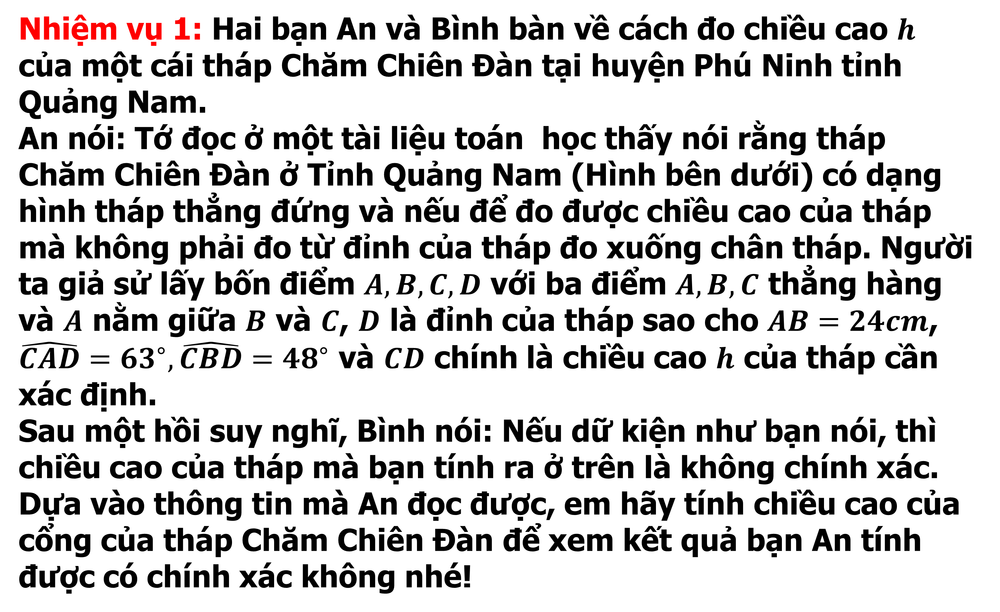 Nhiệm vụ 1: Hai bạn An và Bình bàn về cách đo chiều cao h
của một cái tháp Chăm Chiên Đàn tại huyện Phú Ninh tỉnh
Quảng Nam.
An nói: Tó đọc ỏ một tài liệu toán học thấy nói rằng tháp
Chăm Chiên Đàn ở Tỉnh Quảng Nam (Hình bên dưới) có dạng
hình tháp thẳng đứng và nếu để đo được chiều cao của tháp
mà không phải đo từ đỉnh của tháp đo xuống chân tháp. Người
ta giả sử lấy bốn điểm A, B, C, D với ba điểm A, B, C thẳng hàng
và A nằm giữa B và C, D là đỉnh của tháp sao cho AB = 24cm,
\widehat{CAD} = 63°, \widehat{CBD} = 48° và CD chính là chiều cao h của tháp cần
xác định.
Sau một hồi suy nghĩ, Bình nói: Nếu dữ kiện như bạn nói, thì
chiều cao của tháp mà bạn tính ra ở trên là không chính xác.
Dựa vào thông tin mà An đọc được, em hãy tính chiều cao của
cổng của tháp Chăm Chiên Đàn để xem kết quả bạn An tính
được có chính xác không nhé!